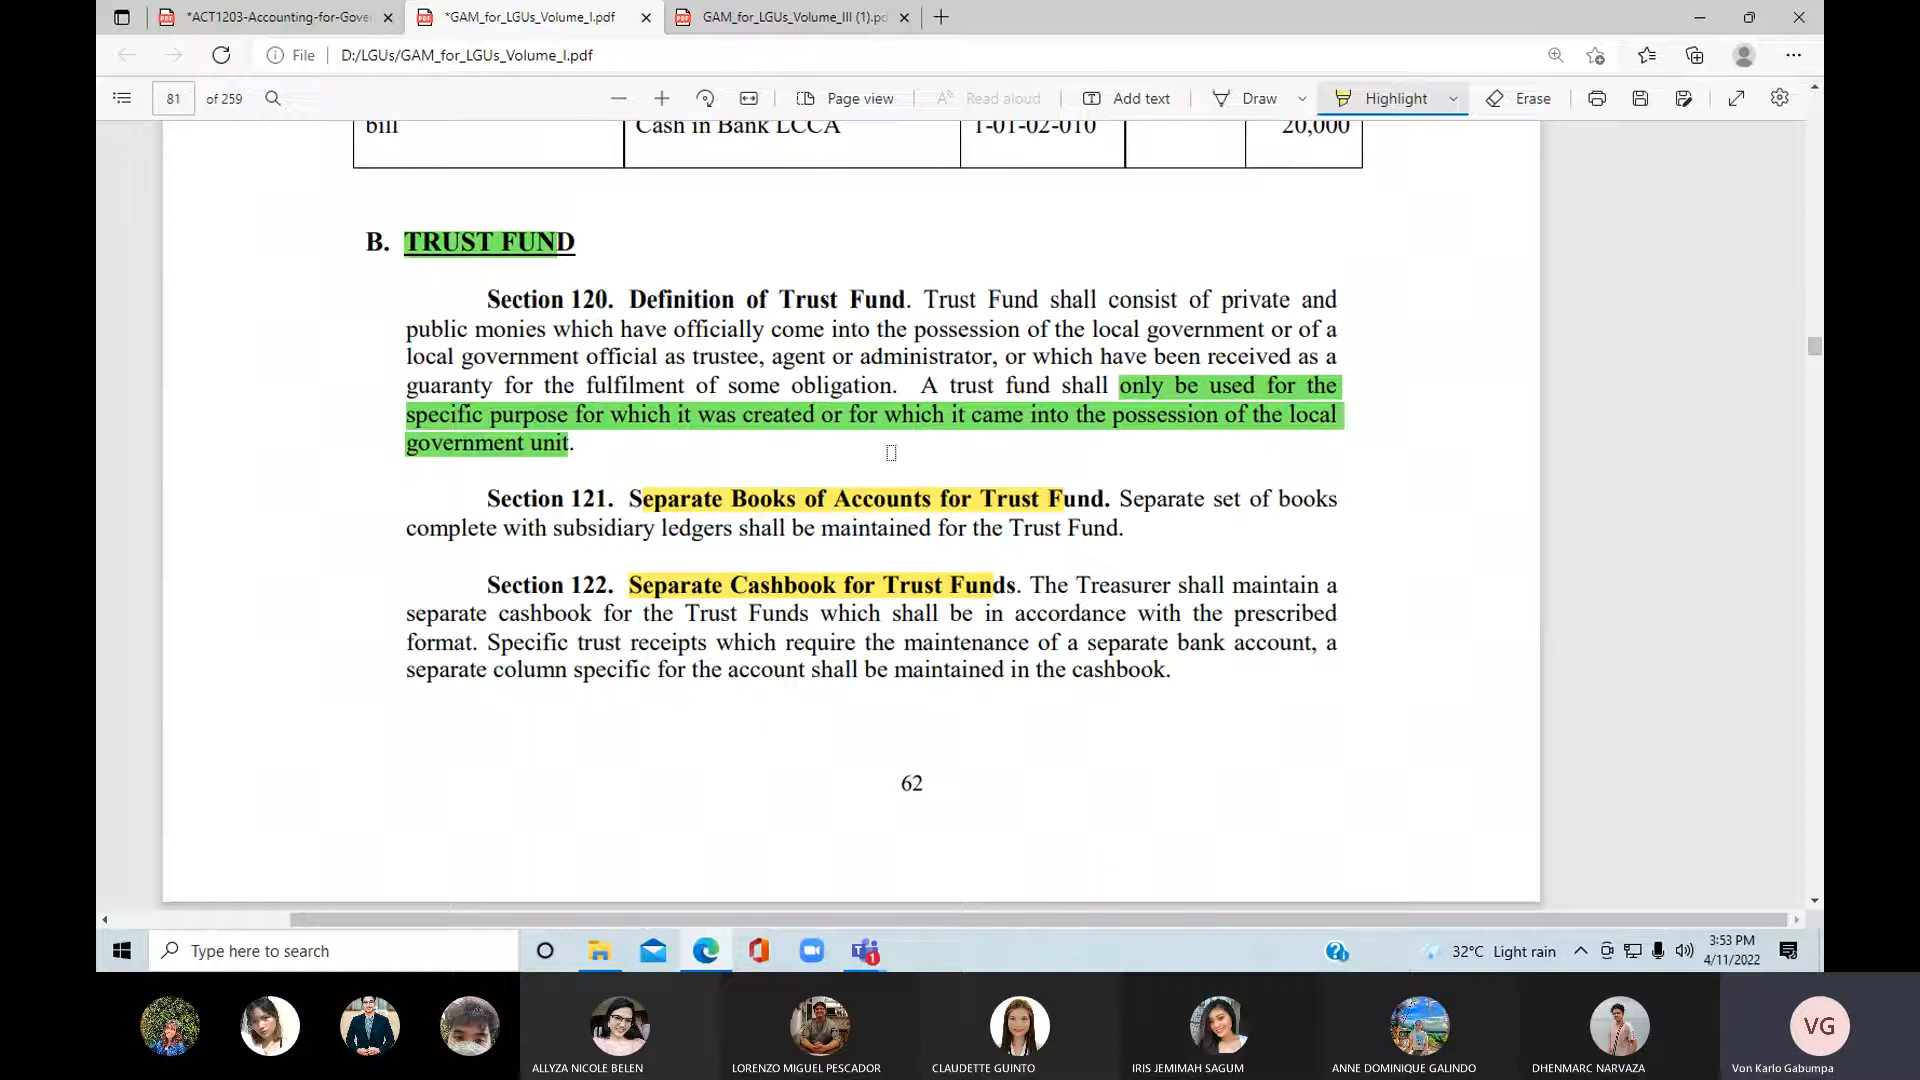 *ACT1203-Accounting-for-Gove
*GAM_for_LGUs_Volume_I.pdf
GAM_for_LGUs_Volume_III (1).pd
File
D:/LGUs/GAM_for_LGUs_Volume_I.pdf
81 of 259
Page view
Read aloud
Add text
Draw
Highlight
Erase
bill Cash in Bank LCCA 1-01-02-010 20,000
B. TRUST FUND
Section 120. Definition of Trust Fund. Trust Fund shall consist of private and
public monies which have officially come into the possession of the local government or of a
local government official as trustee, agent or administrator, or which have been received as a
guaranty for the fulfilment of some obligation. A trust fund shall only be used for the
specific purpose for which it was created or for which it came into the possession of the local
government unit.
Section 121. Separate Books of Accounts for Trust Fund. Separate set of books
complete with subsidiary ledgers shall be maintained for the Trust Fund.
Section 122. Separate Cashbook for Trust Funds. The Treasurer shall maintain a
separate cashbook for the Trust Funds which shall be in accordance with the prescribed
format. Specific trust receipts which require the maintenance of a separate bank account, a
separate column specific for the account shall be maintained in the cashbook.
62
Type here to search
1
32°C Light rain
3:53 PM
4/11/2022
VG
ALLYZA NICOLE BELEN
LORENZO MIGUEL PESCADOR
CLAUDETTE GUINTO
IRIS JEMIMAH SAGUM
ANNE DOMINIQUE GALINDO
DHENMARC NARVAZA
Von Karlo Gabumpa